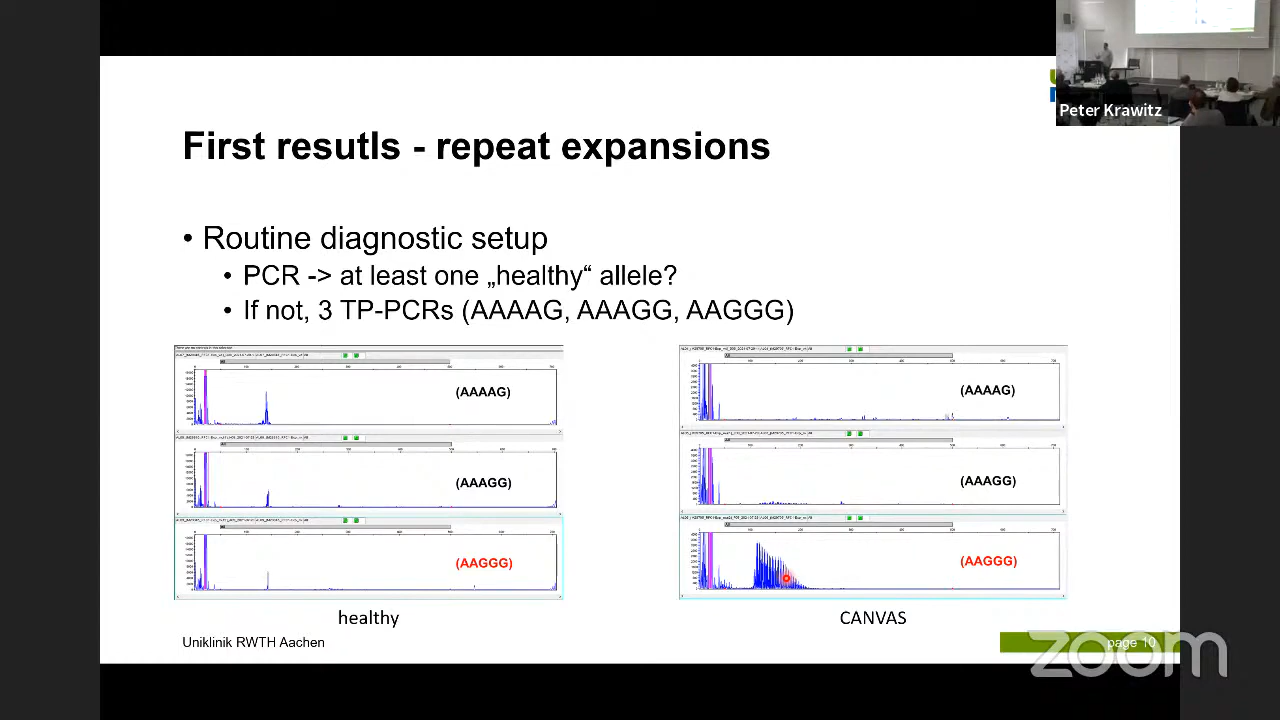 Peter Krawitz
First resutls - repeat expansions
• Routine diagnostic setup
• PCR -> at least one „healthy“ allele?
• If not, 3 TP-PCRs (AAAAG, AAAGG, AAGGG)
(AAAAG)
(AAAGG)
(AAGGG)
healthy
(AAAAG)
(AAAGG)
(AAGGG)
CANVAS
Uniklinik RWTH Aachen
page 10
zoom